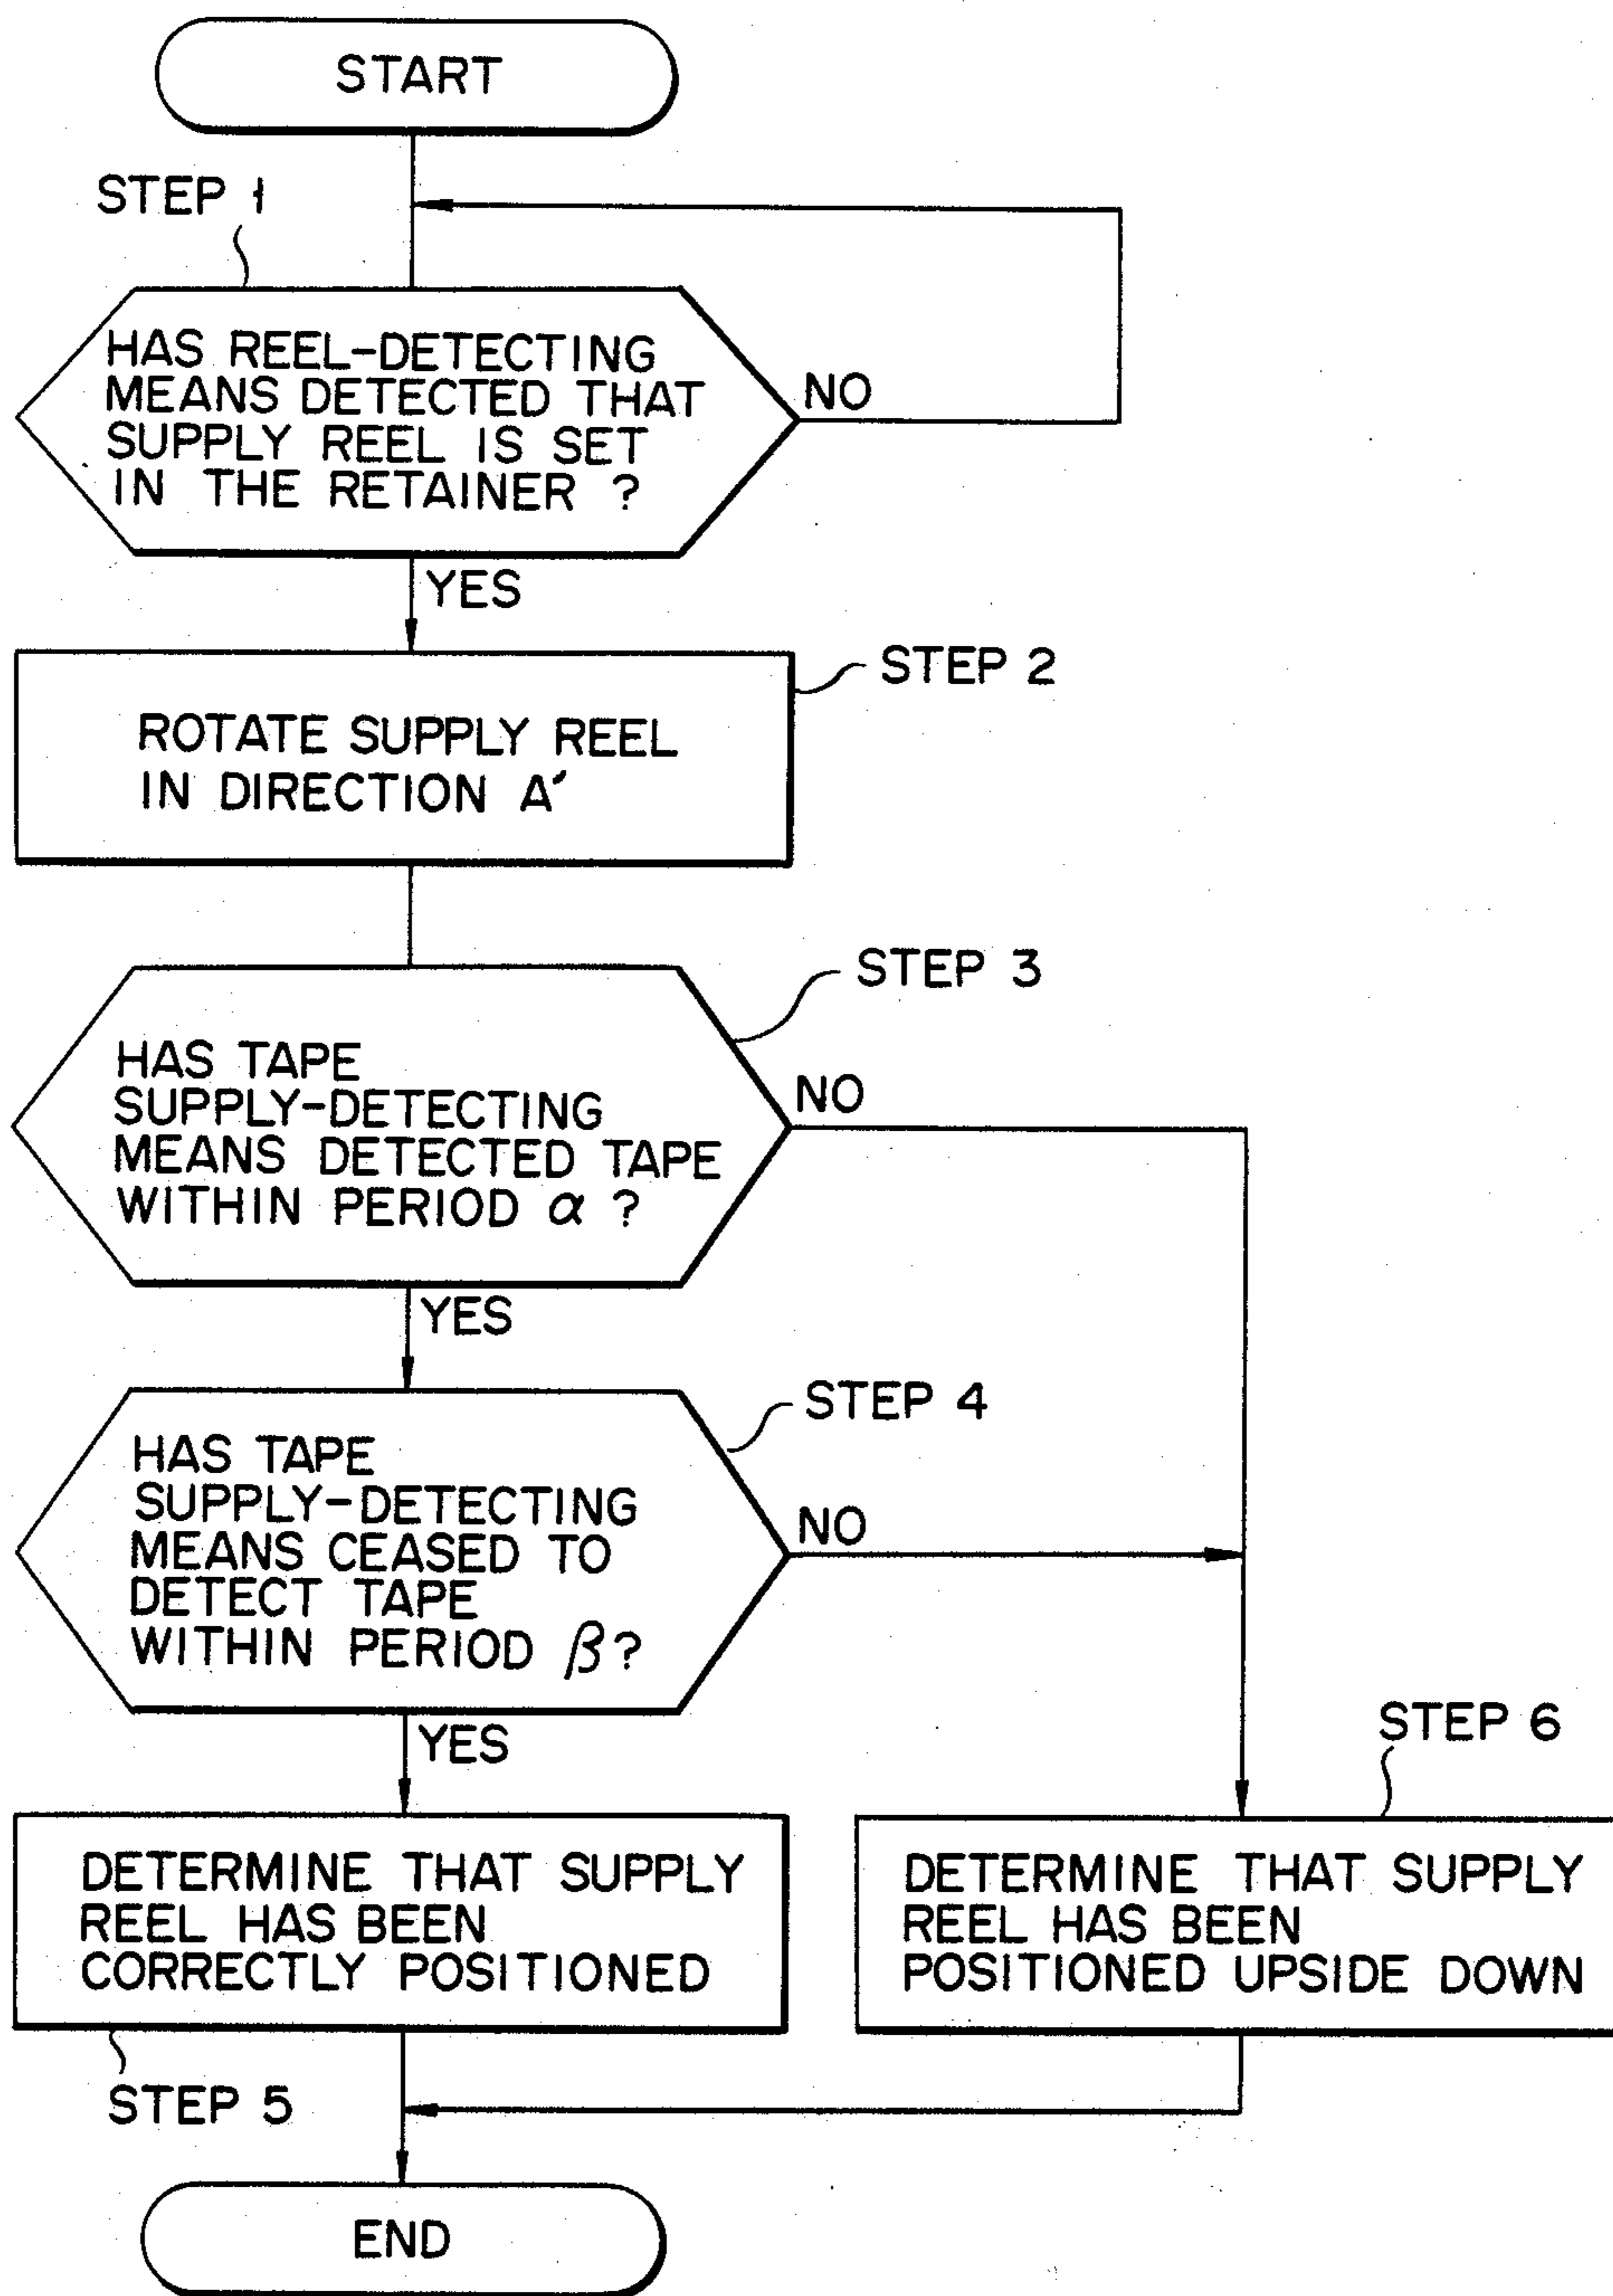 START
STEP 1
HAS REEL-DETECTING
MEANS DETECTED THAT
SUPPLY REEL IS SET
IN THE RETAINER ?
NO
YES
STEP 2
ROTATE SUPPLY REEL
IN DIRECTION A'
STEP 3
HAS TAPE
SUPPLY-DETECTING
MEANS DETECTED TAPE
WITHIN PERIOD α ?
NO
YES
STEP 4
HAS TAPE
SUPPLY-DETECTING
MEANS CEASED TO
DETECT TAPE
WITHIN PERIOD β ?
NO
YES
STEP 6
DETERMINE THAT SUPPLY
REEL HAS BEEN
CORRECTLY POSITIONED
DETERMINE THAT SUPPLY
REEL HAS BEEN
POSITIONED UPSIDE DOWN
STEP 5
END